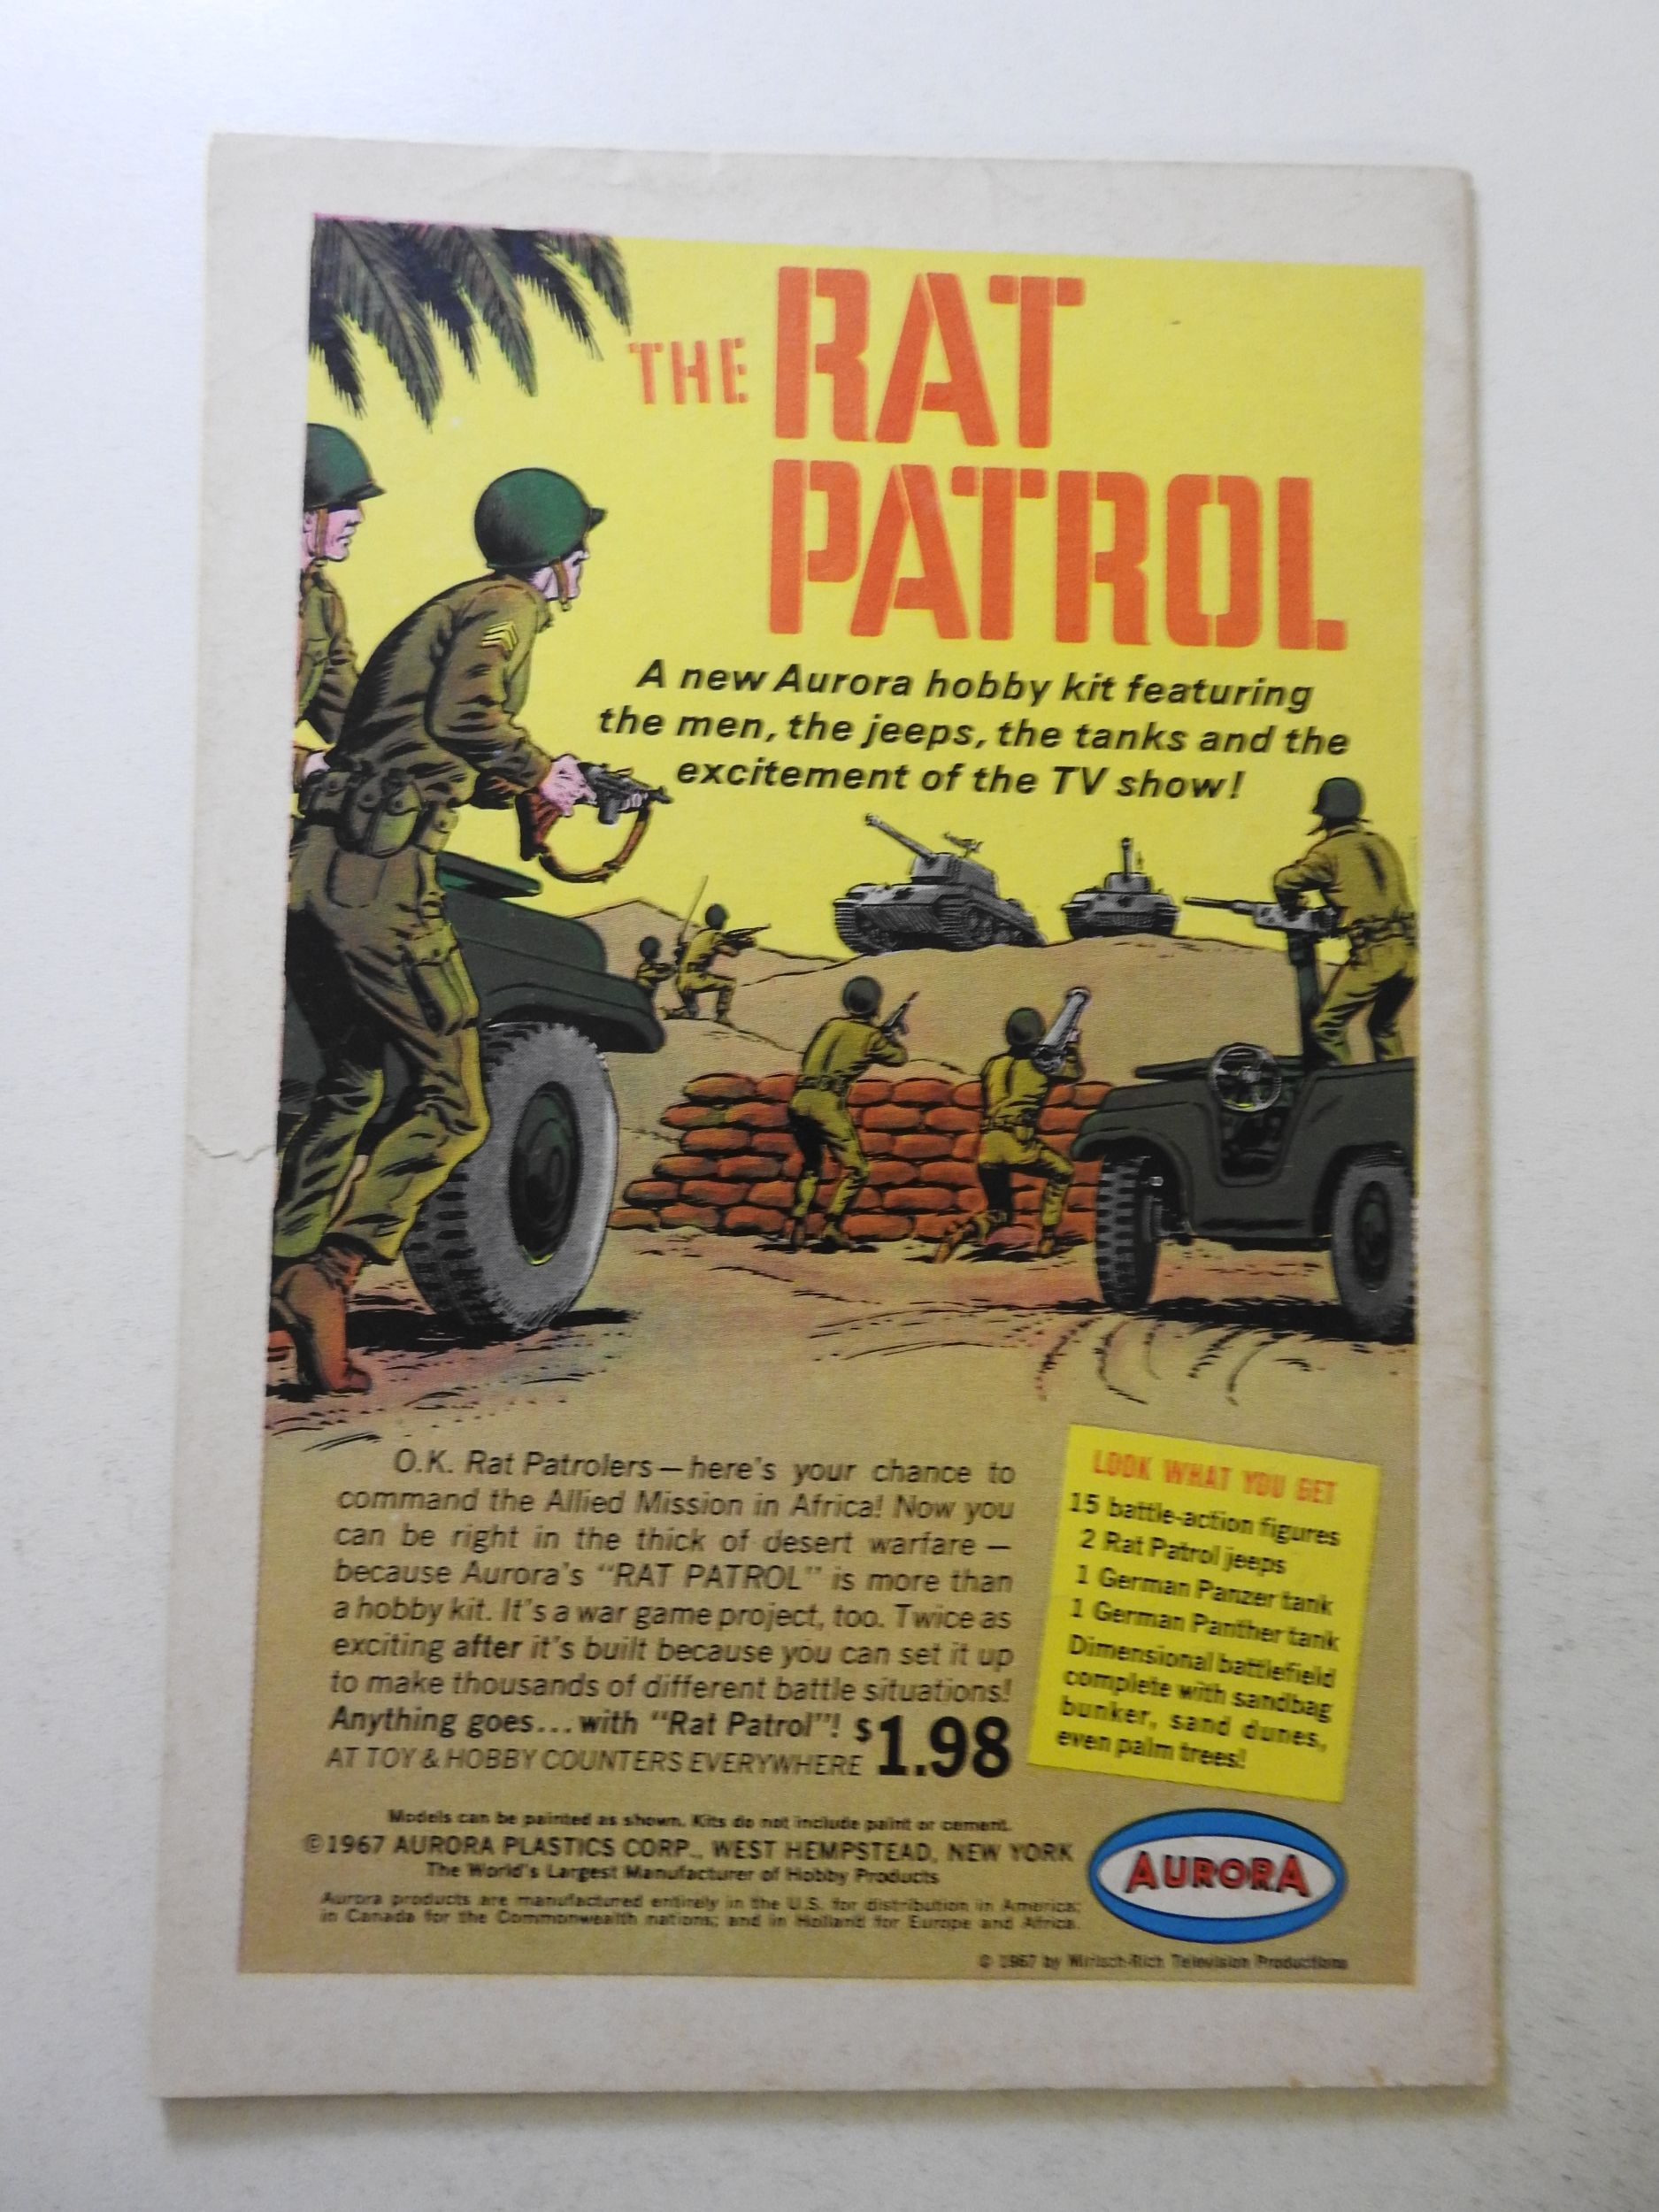 THE RAT
PATROL
A new Aurora hobby kit featuring
the men, the jeeps, the tanks and the
excitement of the TV show!
O.K. Rat Patrolers—here's your chance to
command the Allied Mission in Africa! Now you
can be right in the thick of desert warfare —
because Aurora's "RAT PATROL" is more than
a hobby kit. It's a war game project, too. Twice as
exciting after it's built because you can set it up
to make thousands of different battle situations!
Anything goes...with "Rat Patrol"! $1.98
AT TOY & HOBBY COUNTERS EVERYWHERE
LOOK WHAT YOU GET
15 battle-action figures
2 Rat Patrol jeeps
1 German Panzer tank
1 German Panther tank
Dimensional battlefield
complete with sandbag
bunker, sand dunes,
even palm trees!
Models can be painted as shown. Kits do not include paint or cement.
©1967 AURORA PLASTICS CORP., WEST HEMPSTEAD, NEW YORK
The World's Largest Manufacturer of Hobby Products
Aurora products are manufactured entirely in the U.S. for distribution in America;
in Canada for the Commonwealth nations; and in Holland for Europe and Africa.
AURORA
© 1967 by Mirisch-Rich Television Productions